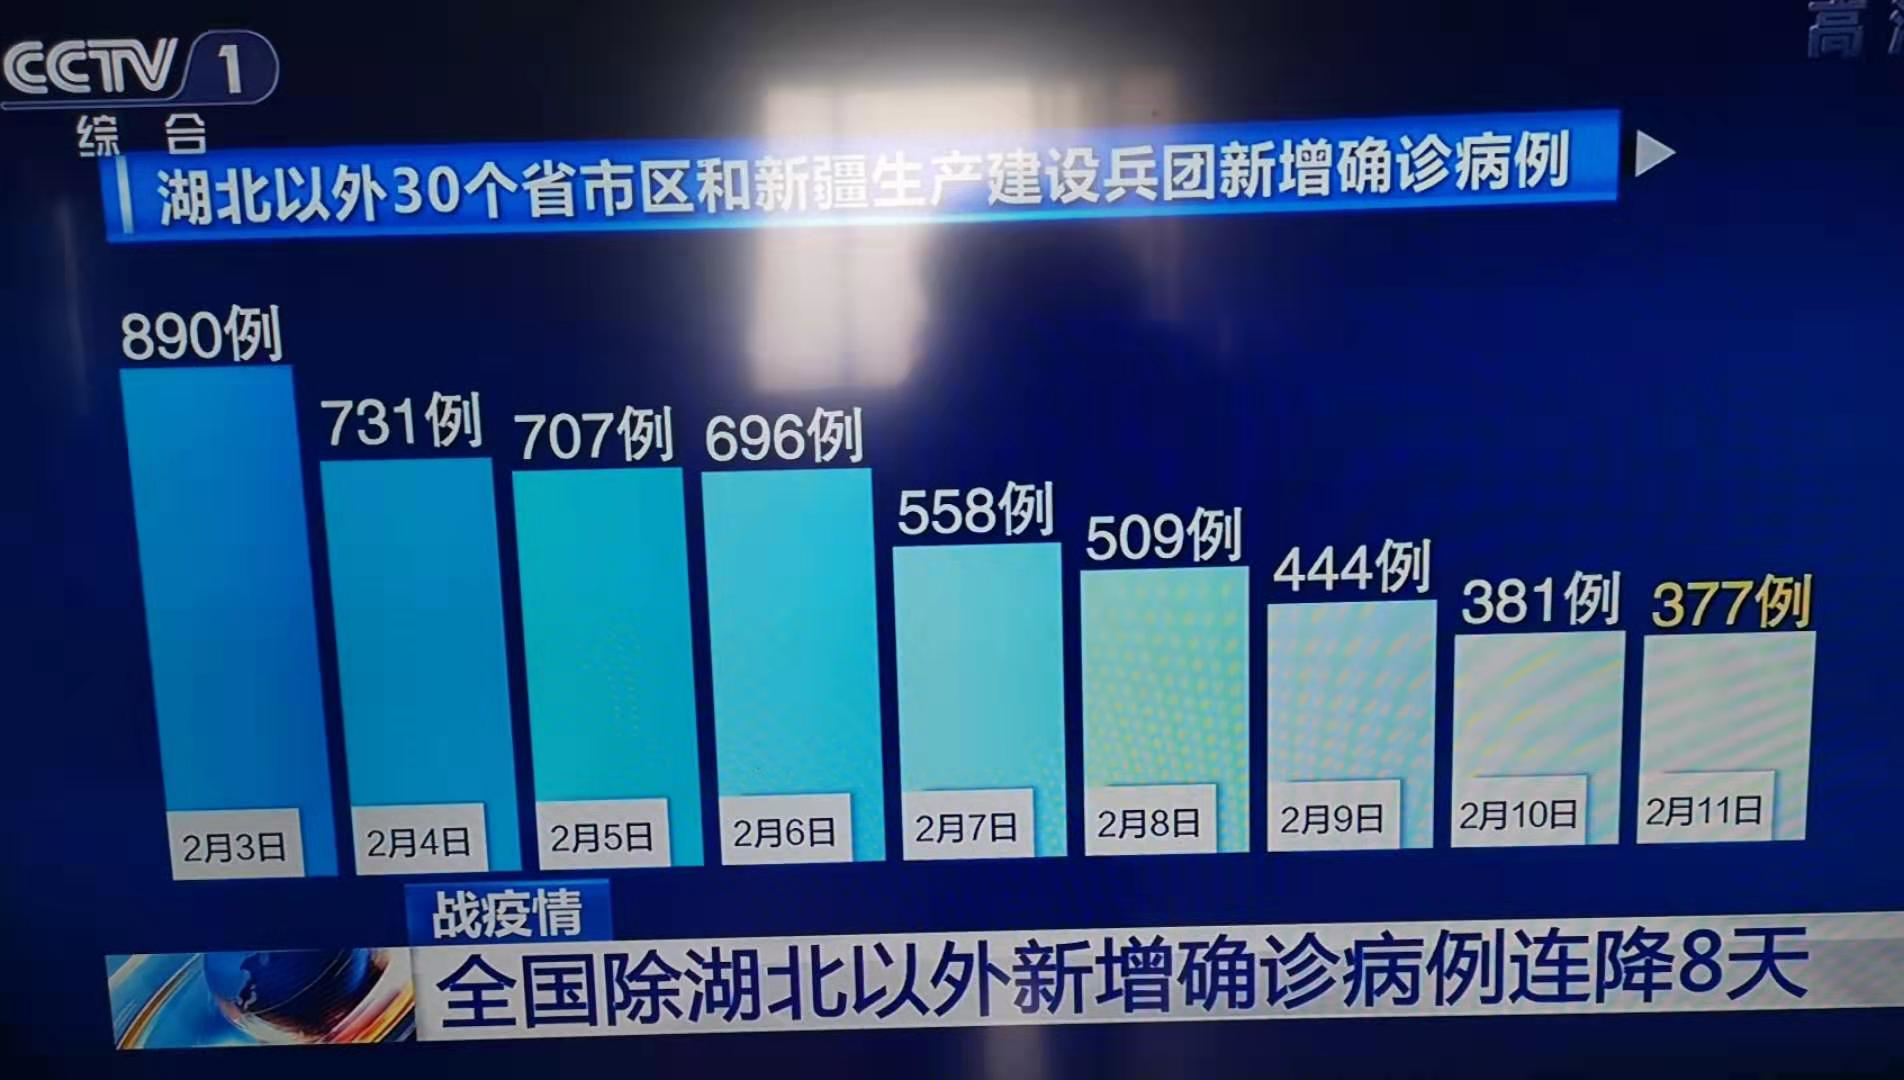 CCTV 1
综合
高
湖北以外30个省市区和新疆生产建设兵团新增确诊病例
890例
731例
707例
696例
558例
509例
444例
381例
377例
2月3日
2月4日
2月5日
2月6日
2月7日
2月8日
2月9日
2月10日
2月11日
战疫情
全国除湖北以外新增确诊病例连降8天